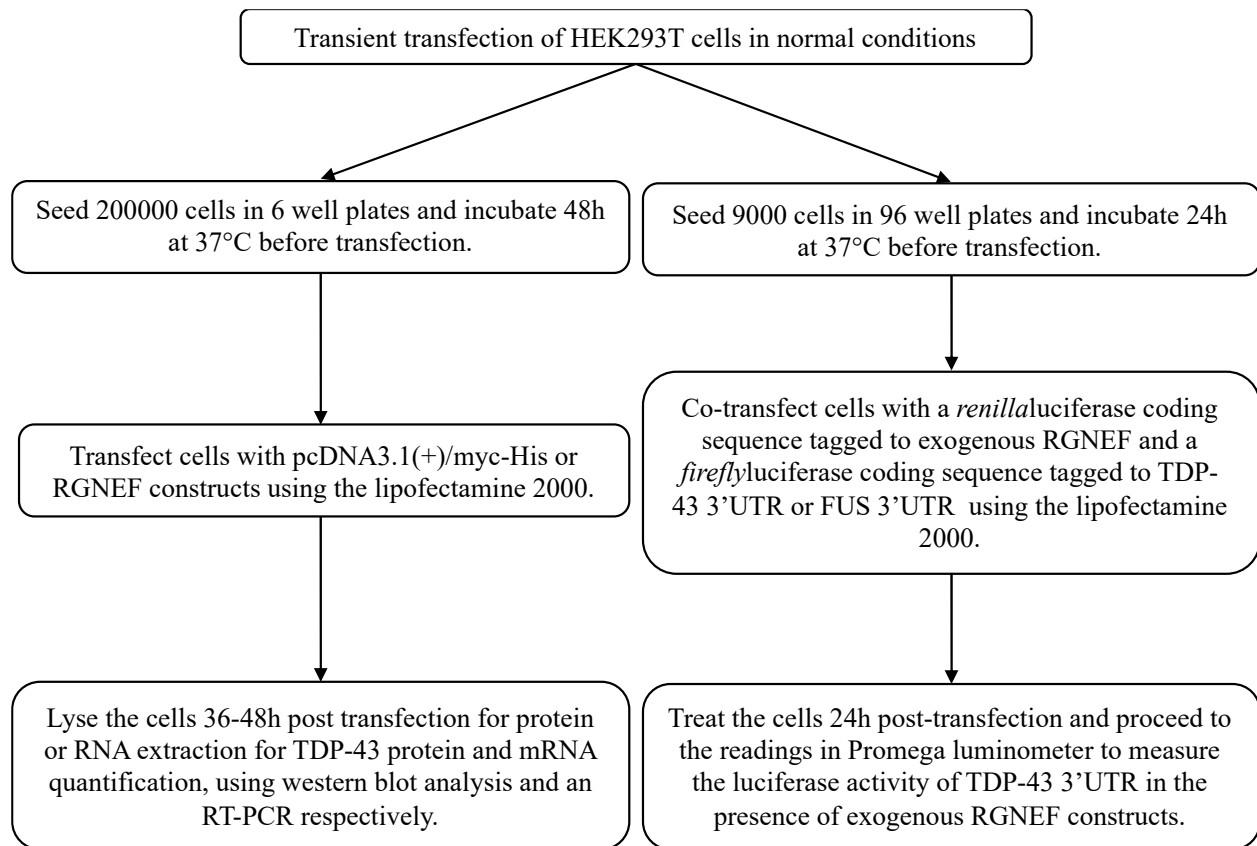 Transient transfection of HEK293T cells in normal conditions
Seed 200000 cells in 6 well plates and incubate 48h
at 37°C before transfection.
Seed 9000 cells in 96 well plates and incubate 24h
at 37°C before transfection.
Transfect cells with pcDNA3.1(+)/myc-His or
RGNEF constructs using the lipofectamine 2000.
Co-transfect cells with a renillaluciferase coding
sequence tagged to exogenous RGNEF and a
fireflyluciferase coding sequence tagged to TDP-
43 3’UTR or FUS 3’UTR using the lipofectamine
2000.
Lyse the cells 36-48h post transfection for protein
or RNA extraction for TDP-43 protein and mRNA
quantification, using western blot analysis and an
RT-PCR respectively.
Treat the cells 24h post-transfection and proceed to
the readings in Promega luminometer to measure
the luciferase activity of TDP-43 3’UTR in the
presence of exogenous RGNEF constructs.